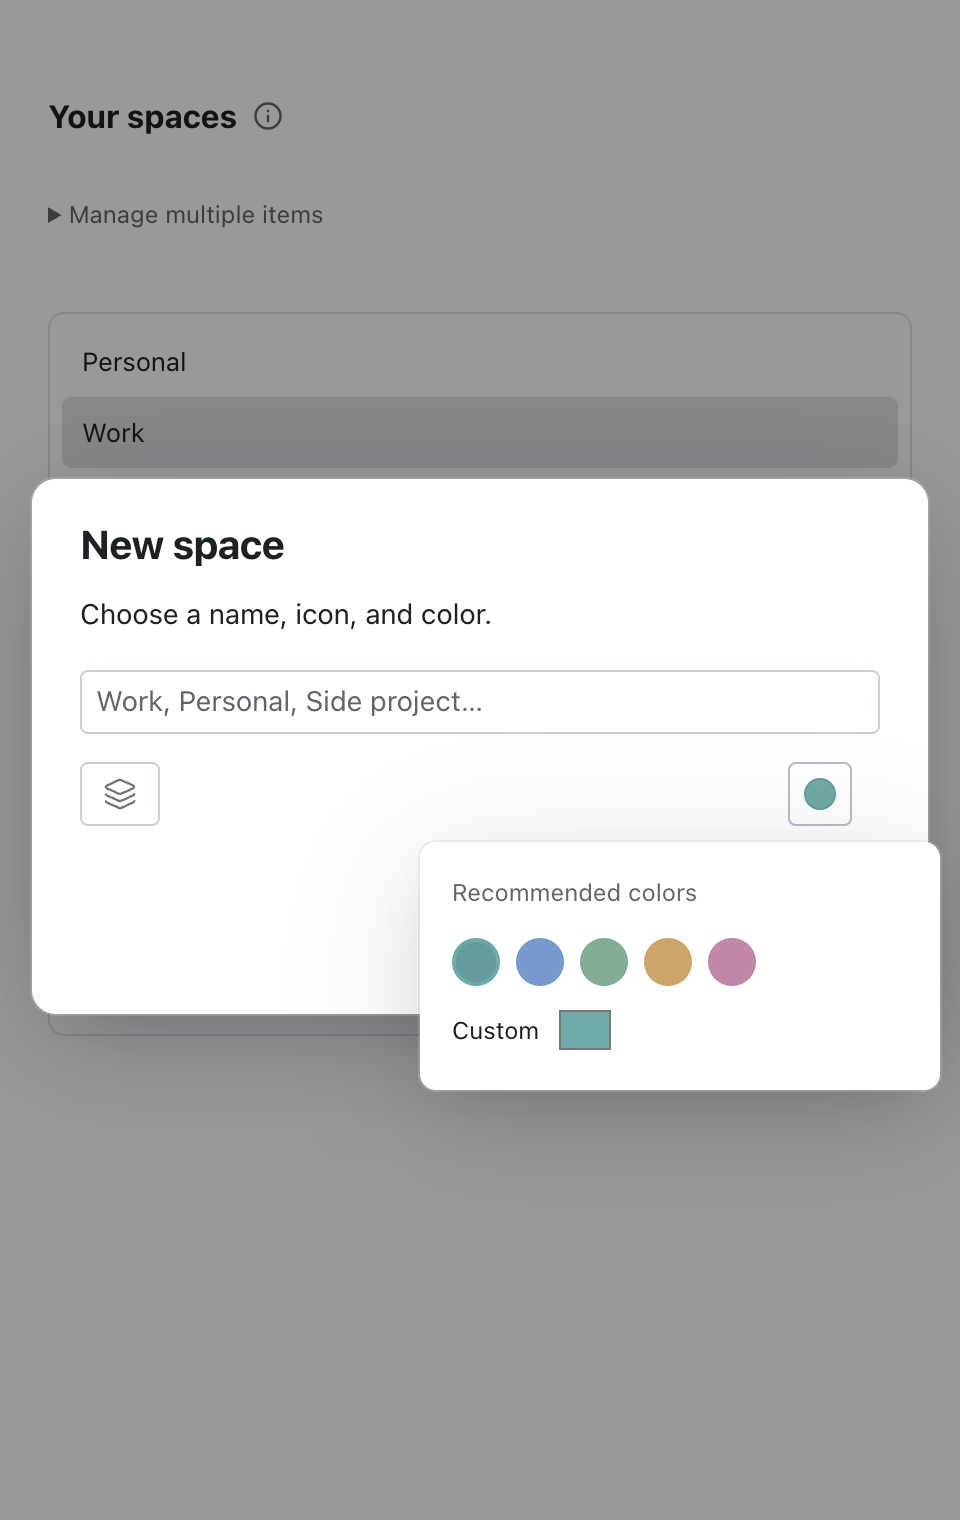 Your spaces
Manage multiple items
Personal
Work
New space
Choose a name, icon, and color.
Work, Personal, Side project...
Recommended colors
Custom